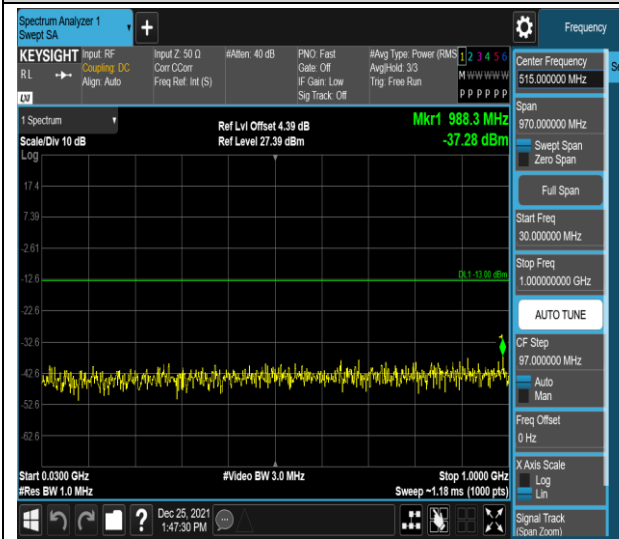 Spectrum Analyzer 1
Swept SA
+
Frequency
KEYSIGHT
RL
LXI
Input: RF
Coupling: DC
Align: Auto
Input Z: 50 Ω
Corr CCorr
Freq Ref: Int (S)
#Atten: 40 dB
PNO: Fast
Gate: Off
IF Gain: Low
Sig Track: Off
#Avg Type: Power (RMS
Avg|Hold: 3/3
Trig: Free Run
1 2 3 4 5 6
M W W W W W
P P P P P P
1 Spectrum
Scale/Div 10 dB
Log
Ref Lvl Offset 4.39 dB
Ref Level 27.39 dBm
Mkr1 988.3 MHz
-37.28 dBm
17.4
7.39
-2.61
-12.6
-22.6
-32.6
-42.6
-52.6
-62.6
DL1 -13.00 dBm
1
Start 0.0300 GHz
#Res BW 1.0 MHz
#Video BW 3.0 MHz
Stop 1.0000 GHz
Sweep ~1.18 ms (1000 pts)
?
Dec 25, 2021
1:47:30 PM
Center Frequency
515.000000 MHz
Span
970.000000 MHz
Swept Span
Zero Span
Full Span
Start Freq
30.000000 MHz
Stop Freq
1.000000000 GHz
AUTO TUNE
CF Step
97.000000 MHz
Auto
Man
Freq Offset
0 Hz
X Axis Scale
Log
Lin
Signal Track
(Span Zoom)